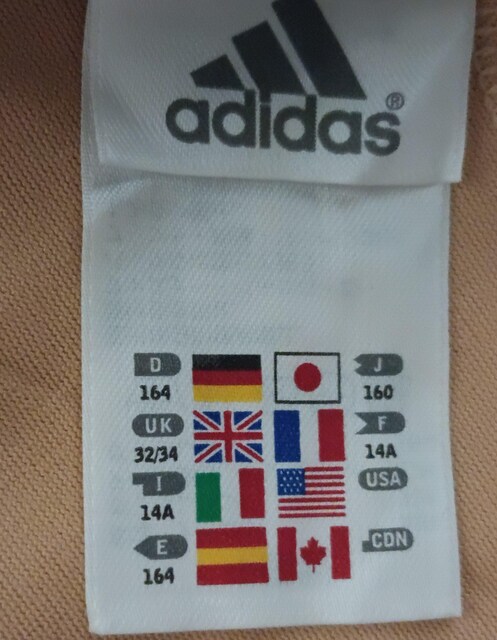 adidas®
D J
164 160
UK F
32/34 14A
I USA
14A
E CDN
164